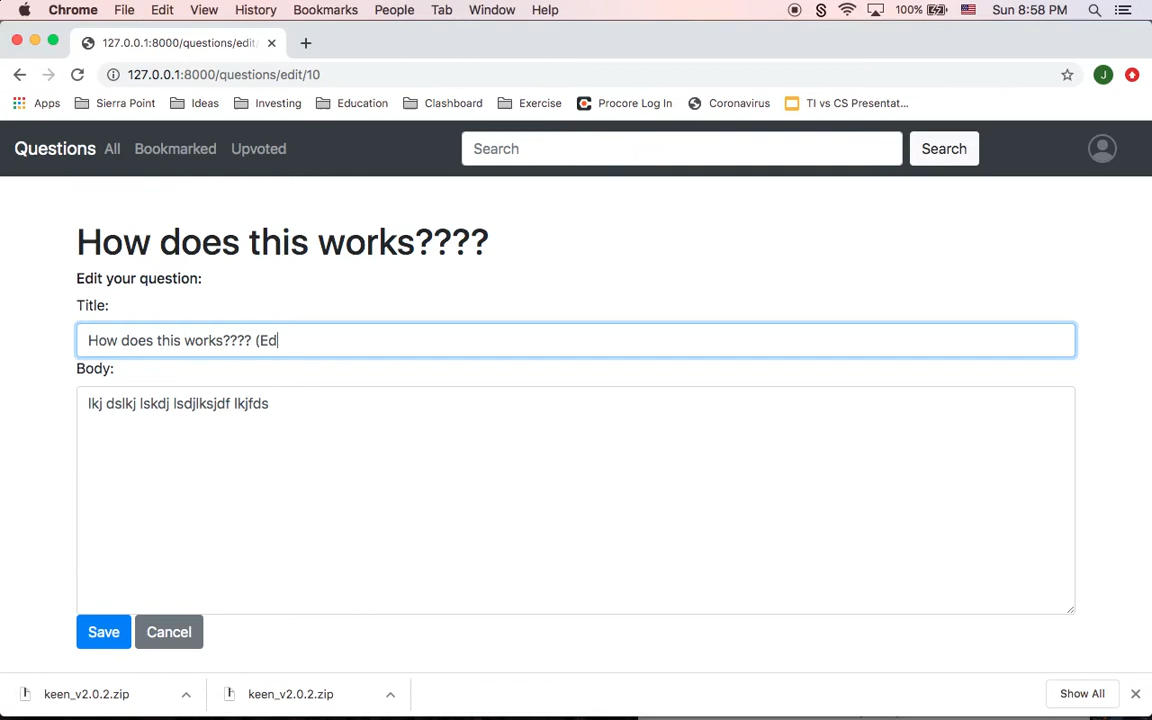 Chrome File Edit View History Bookmarks People Tab Window Help 100% Sun 8:58 PM
127.0.0.1:8000/questions/edit/
127.0.0.1:8000/questions/edit/10 J
Apps Sierra Point Ideas Investing Education Clashboard Exercise Procore Log In Coronavirus TI vs CS Presentat...
Questions All Bookmarked Upvoted Search Search
How does this works????
Edit your question:
Title:
How does this works???? (Ed
Body:
lkj dslkj lskdj lsdjlksjdf lkjfds
Save Cancel
keen_v2.0.2.zip keen_v2.0.2.zip Show All